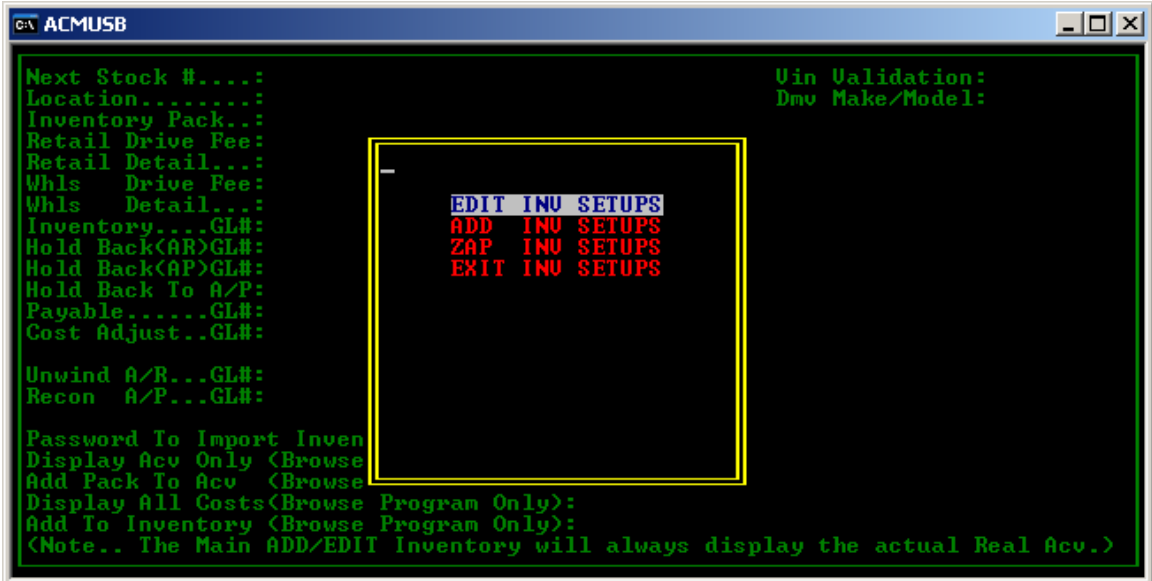 ACMUSB
Next Stock #....: Vin Validation:
Location........: Dmv Make/Model:
Inventory Pack..:
Retail Drive Fee:
Retail Detail...:
Whls   Drive Fee:
Whls   Detail...:
Inventory....GL#:
Hold Back(AR)GL#:
Hold Back(AP)GL#:
Hold Back To A/P:
Payable......GL#:
Cost Adjust..GL#:
Unwind A/R...GL#:
Recon  A/P...GL#:
EDIT INV SETUPS
ADD  INV SETUPS
ZAP  INV SETUPS
EXIT INV SETUPS
Password To Import Inven
Display Acv Only (Browse
Add Pack To Acv  (Browse
Display All Costs(Browse Program Only):
Add To Inventory (Browse Program Only):
(Note.. The Main ADD/EDIT Inventory will always display the actual Real Acv.)